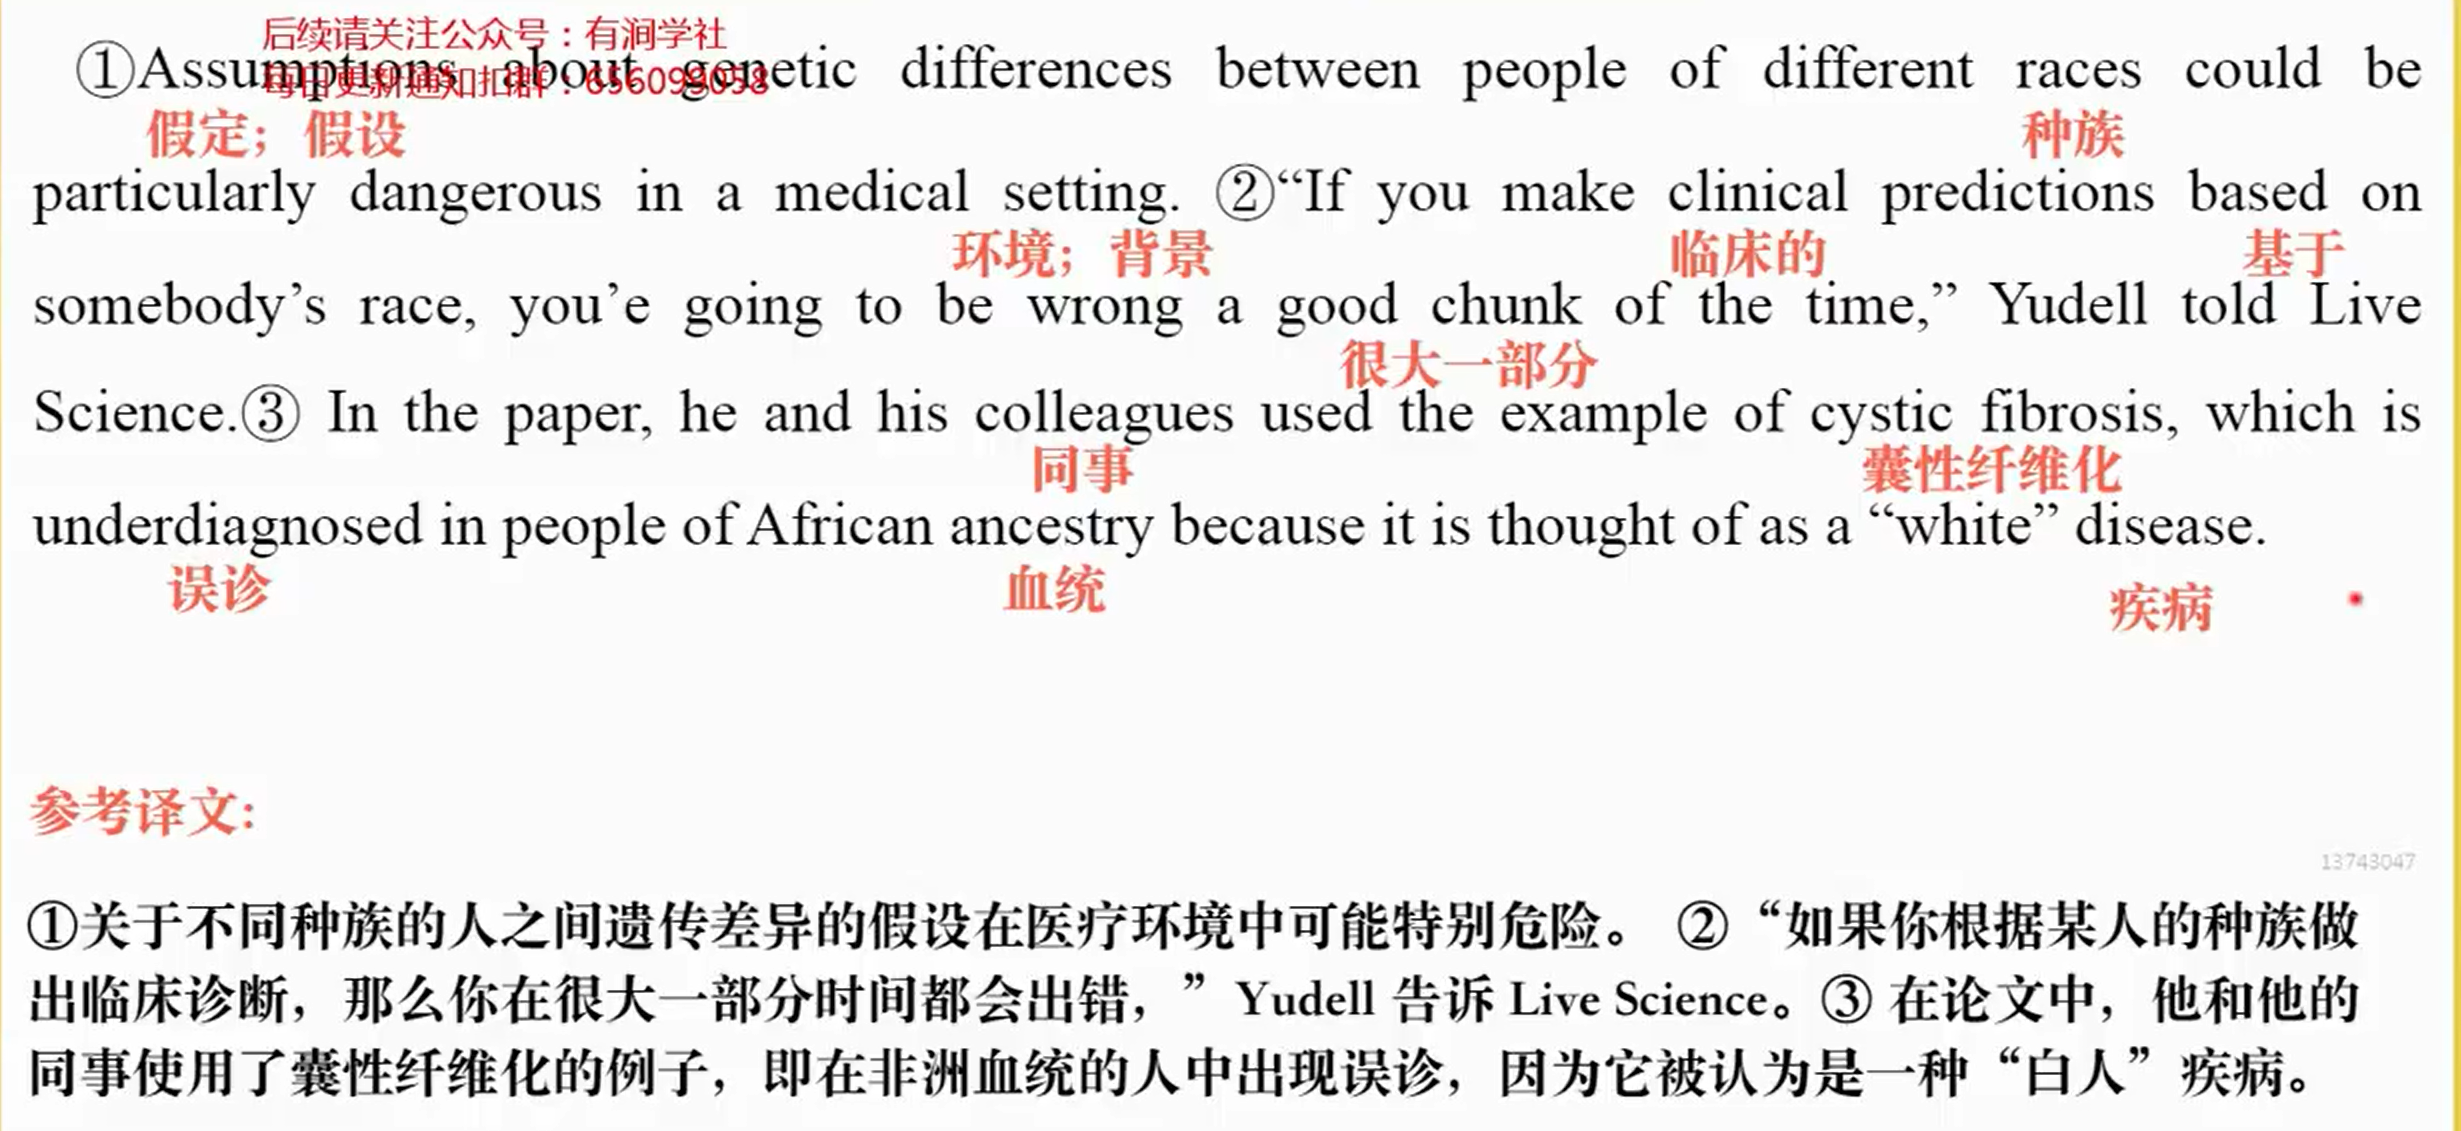 后续请关注公众号：有涧学社
①Assumptions about genetic differences between people of different races could be
每日更新通知扣群：656099058
假定；假设 种族
particularly dangerous in a medical setting. ②“If you make clinical predictions based on
环境；背景 临床的 基于
somebody’s race, you’e going to be wrong a good chunk of the time,” Yudell told Live
很大一部分
Science.③ In the paper, he and his colleagues used the example of cystic fibrosis, which is
同事 囊性纤维化
underdiagnosed in people of African ancestry because it is thought of as a “white” disease.
误诊 血统 疾病
参考译文:
13743047
①关于不同种族的人之间遗传差异的假设在医疗环境中可能特别危险。 ②“如果你根据某人的种族做
出临床诊断，那么你在很大一部分时间都会出错，”Yudell 告诉 Live Science。③ 在论文中，他和他的
同事使用了囊性纤维化的例子，即在非洲血统的人中出现误诊，因为它被认为是一种“白人”疾病。